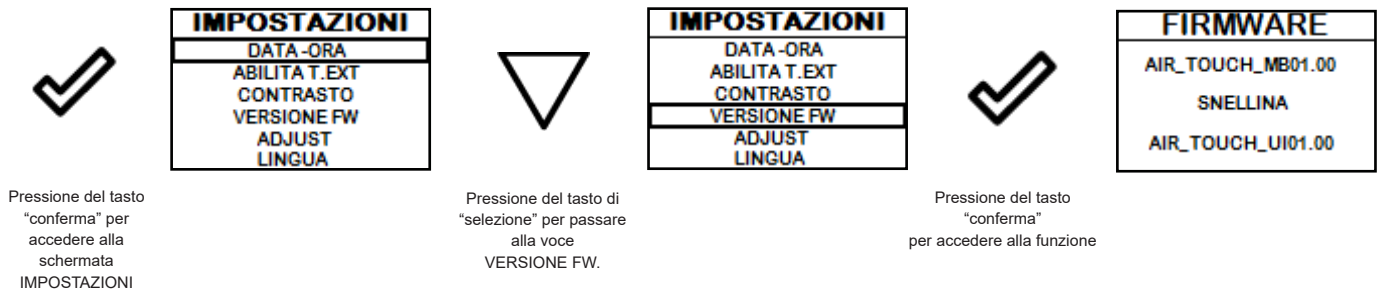 IMPOSTAZIONI
DATA -ORA
ABILITA T.EXT
CONTRASTO
VERSIONE FW
ADJUST
LINGUA
IMPOSTAZIONI
DATA -ORA
ABILITA T.EXT
CONTRASTO
VERSIONE FW
ADJUST
LINGUA
FIRMWARE
AIR_TOUCH_MB01.00
SNELLINA
AIR_TOUCH_UI01.00
Pressione del tasto
“conferma” per
accedere alla
schermata
IMPOSTAZIONI
Pressione del tasto di
“selezione” per passare
alla voce
VERSIONE FW.
Pressione del tasto
“conferma”
per accedere alla funzione